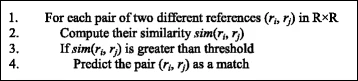 1. For each pair of two different references (rᵢ, rⱼ) in R×R
2. Compute their similarity sim(rᵢ, rⱼ)
3. If sim(rᵢ, rⱼ) is greater than threshold
4. Predict the pair (rᵢ, rⱼ) as a match